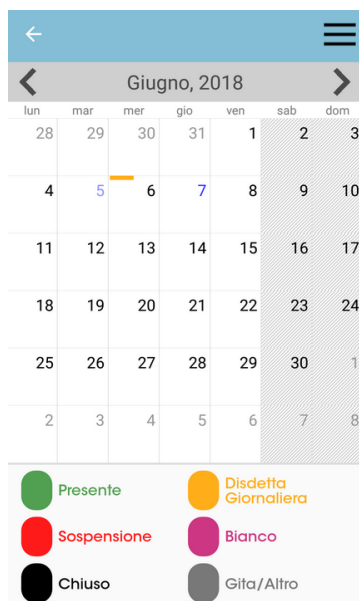 Giugno, 2018
lun mar mer gio ven sab dom
28 29 30 31 1 2 3
4 5 6 7 8 9 10
11 12 13 14 15 16 17
18 19 20 21 22 23 24
25 26 27 28 29 30 1
2 3 4 5 6 7 8
Presente
Disdetta
Giornaliera
Sospensione
Bianco
Chiuso
Gita/Altro